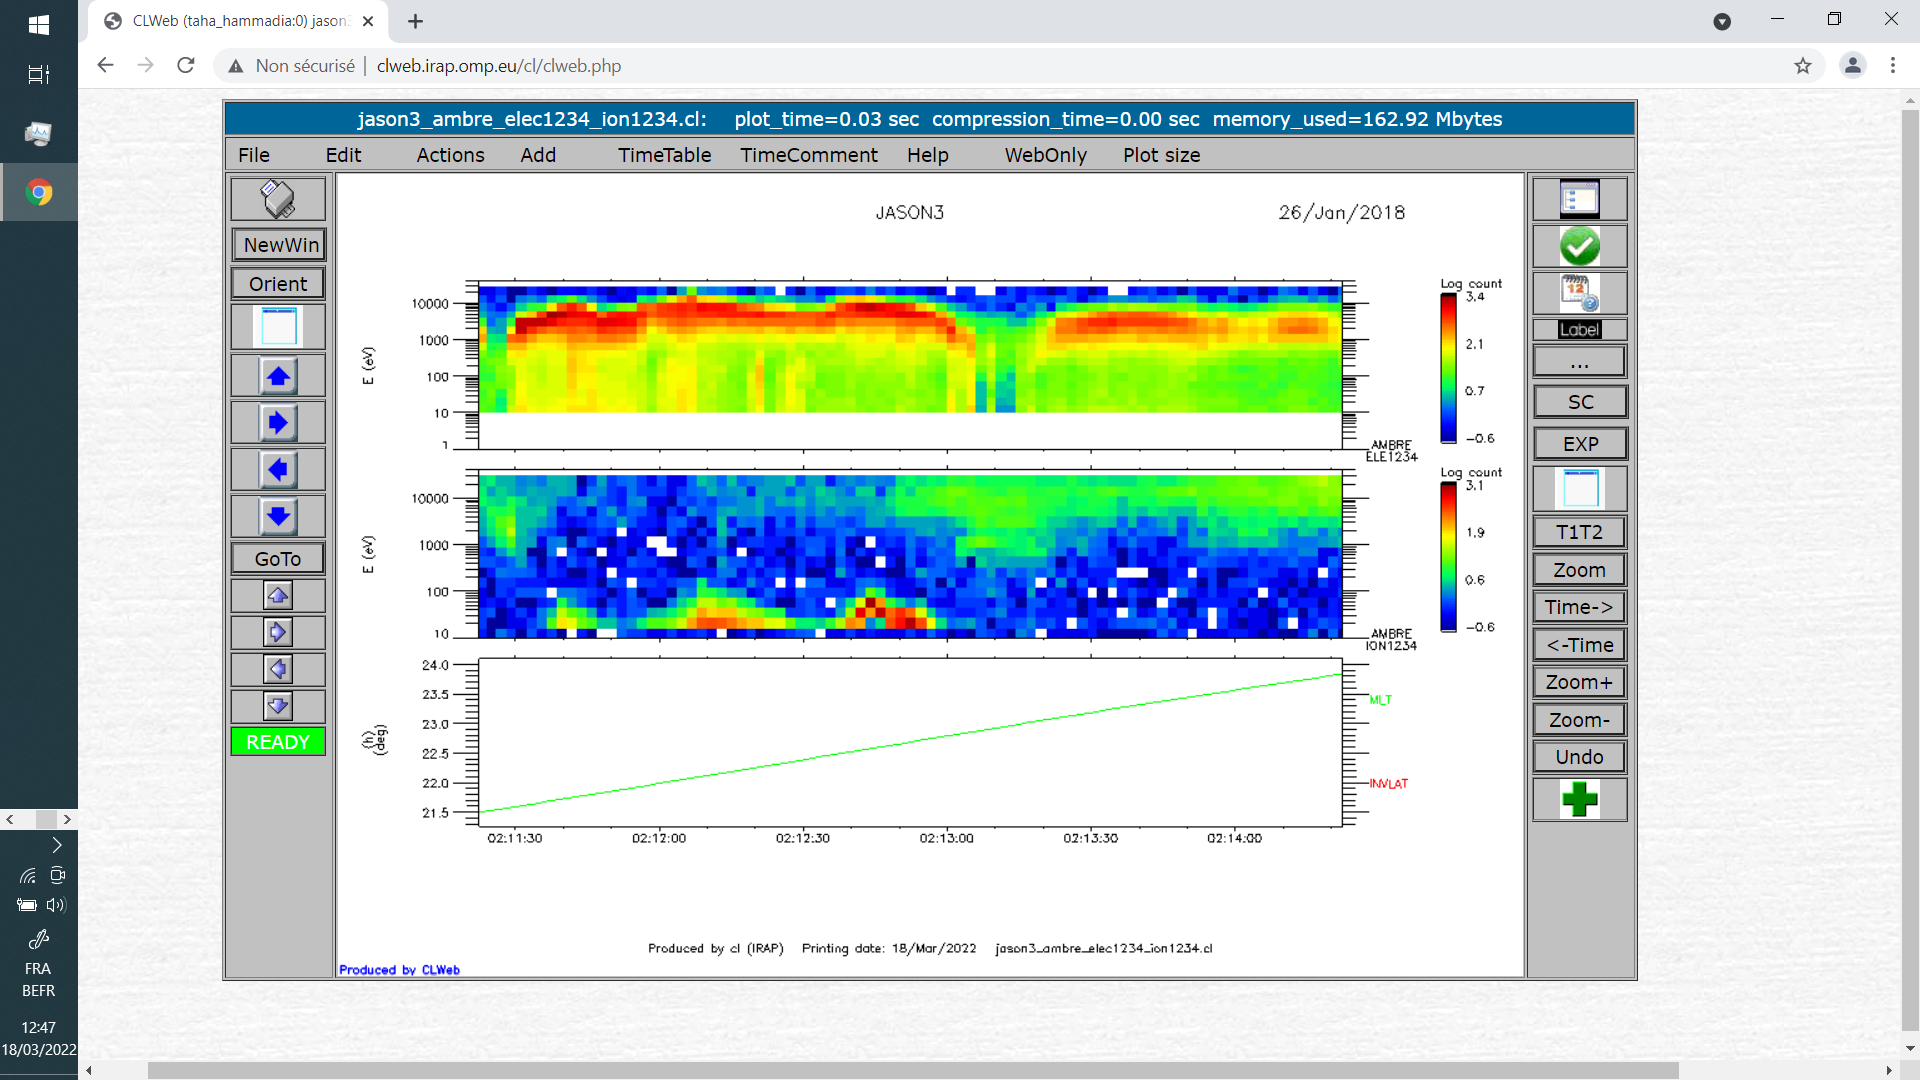 CLWeb (taha_hammadia:0) jason3
Non sécurisé | clweb.irap.omp.eu/cl/clweb.php
jason3_ambre_elec1234_ion1234.cl: plot_time=0.03 sec compression_time=0.00 sec memory_used=162.92 Mbytes
File Edit Actions Add TimeTable TimeComment Help WebOnly Plot size
NewWin
Orient
GoTo
READY
JASON3 26/Jan/2018
E (eV)
10000
1000
100
10
1
AMBRE
ELE1234
Log count
3.4
2.1
0.7
-0.6
E (eV)
10000
1000
100
10
AMBRE
ION1234
Log count
3.1
1.9
0.6
-0.6
(h)
(deg)
24.0
23.5
23.0
22.5
22.0
21.5
MLT
INVLAT
02:11:30 02:12:00 02:12:30 02:13:00 02:13:30 02:14:00
Produced by cl (IRAP) Printing date: 18/Mar/2022 jason3_ambre_elec1234_ion1234.cl
Produced by CLWeb
12
Label
...
SC
EXP
T1T2
Zoom
Time->
<-Time
Zoom+
Zoom-
Undo
FRA
BEFR
12:47
18/03/2022